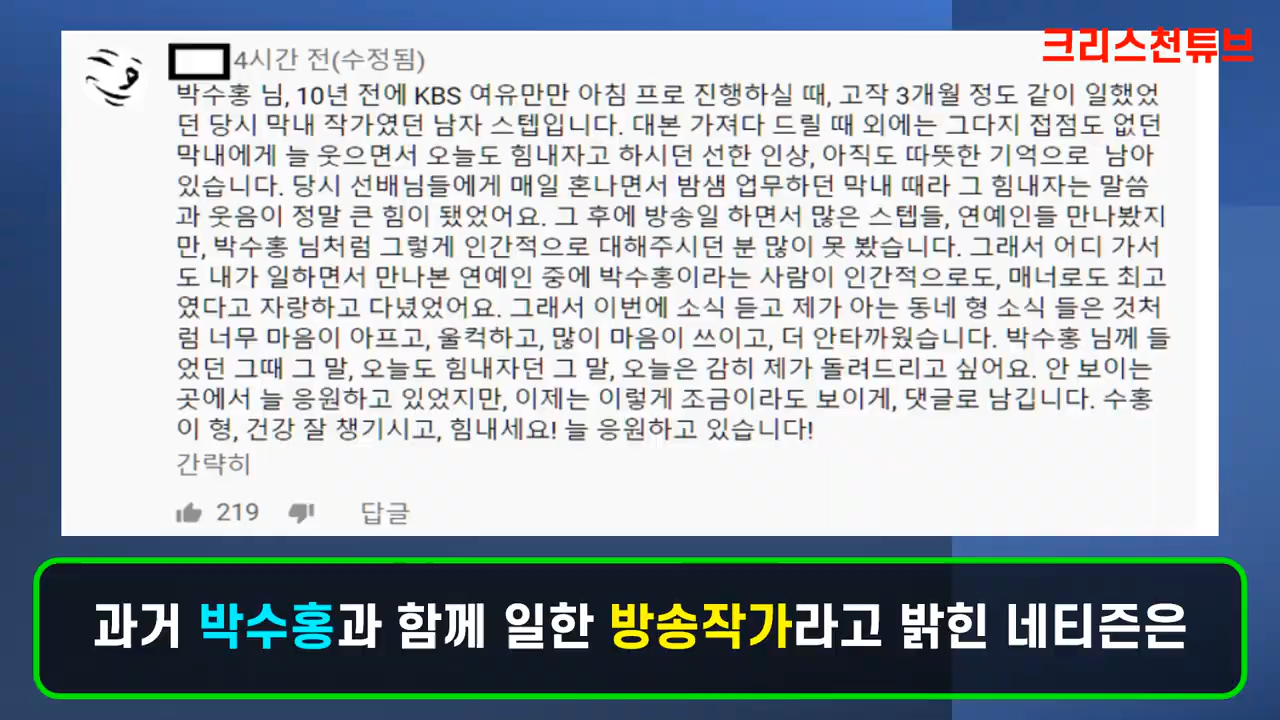 크리스천튜브
4시간 전(수정됨)
박수홍 님, 10년 전에 KBS 여유만만 아침 프로 진행하실 때, 고작 3개월 정도 같이 일했었
던 당시 막내 작가였던 남자 스텝입니다. 대본 가져다 드릴 때 외에는 그다지 접점도 없던
막내에게 늘 웃으면서 오늘도 힘내자고 하시던 선한 인상, 아직도 따뜻한 기억으로 남아
있습니다. 당시 선배님들에게 매일 혼나면서 밤샘 업무하던 막내 때라 그 힘내자는 말씀
과 웃음이 정말 큰 힘이 됐었어요. 그 후에 방송일 하면서 많은 스텝들, 연예인들 만나봤지
만, 박수홍 님처럼 그렇게 인간적으로 대해주시던 분 많이 못 봤습니다. 그래서 어디 가서
도 내가 일하면서 만나본 연예인 중에 박수홍이라는 사람이 인간적으로도, 매너로도 최고
였다고 자랑하고 다녔었어요. 그래서 이번에 소식 듣고 제가 아는 동네 형 소식 들은 것처
럼 너무 마음이 아프고, 울컥하고, 많이 마음이 쓰이고, 더 안타까웠습니다. 박수홍 님께 들
었던 그때 그 말, 오늘도 힘내자던 그 말, 오늘은 감히 제가 돌려드리고 싶어요. 안 보이는
곳에서 늘 응원하고 있었지만, 이제는 이렇게 조금이라도 보이게, 댓글로 남깁니다. 수홍
이 형, 건강 잘 챙기시고, 힘내세요! 늘 응원하고 있습니다!
간략히
219 답글
과거 박수홍과 함께 일한 방송작가라고 밝힌 네티즌은